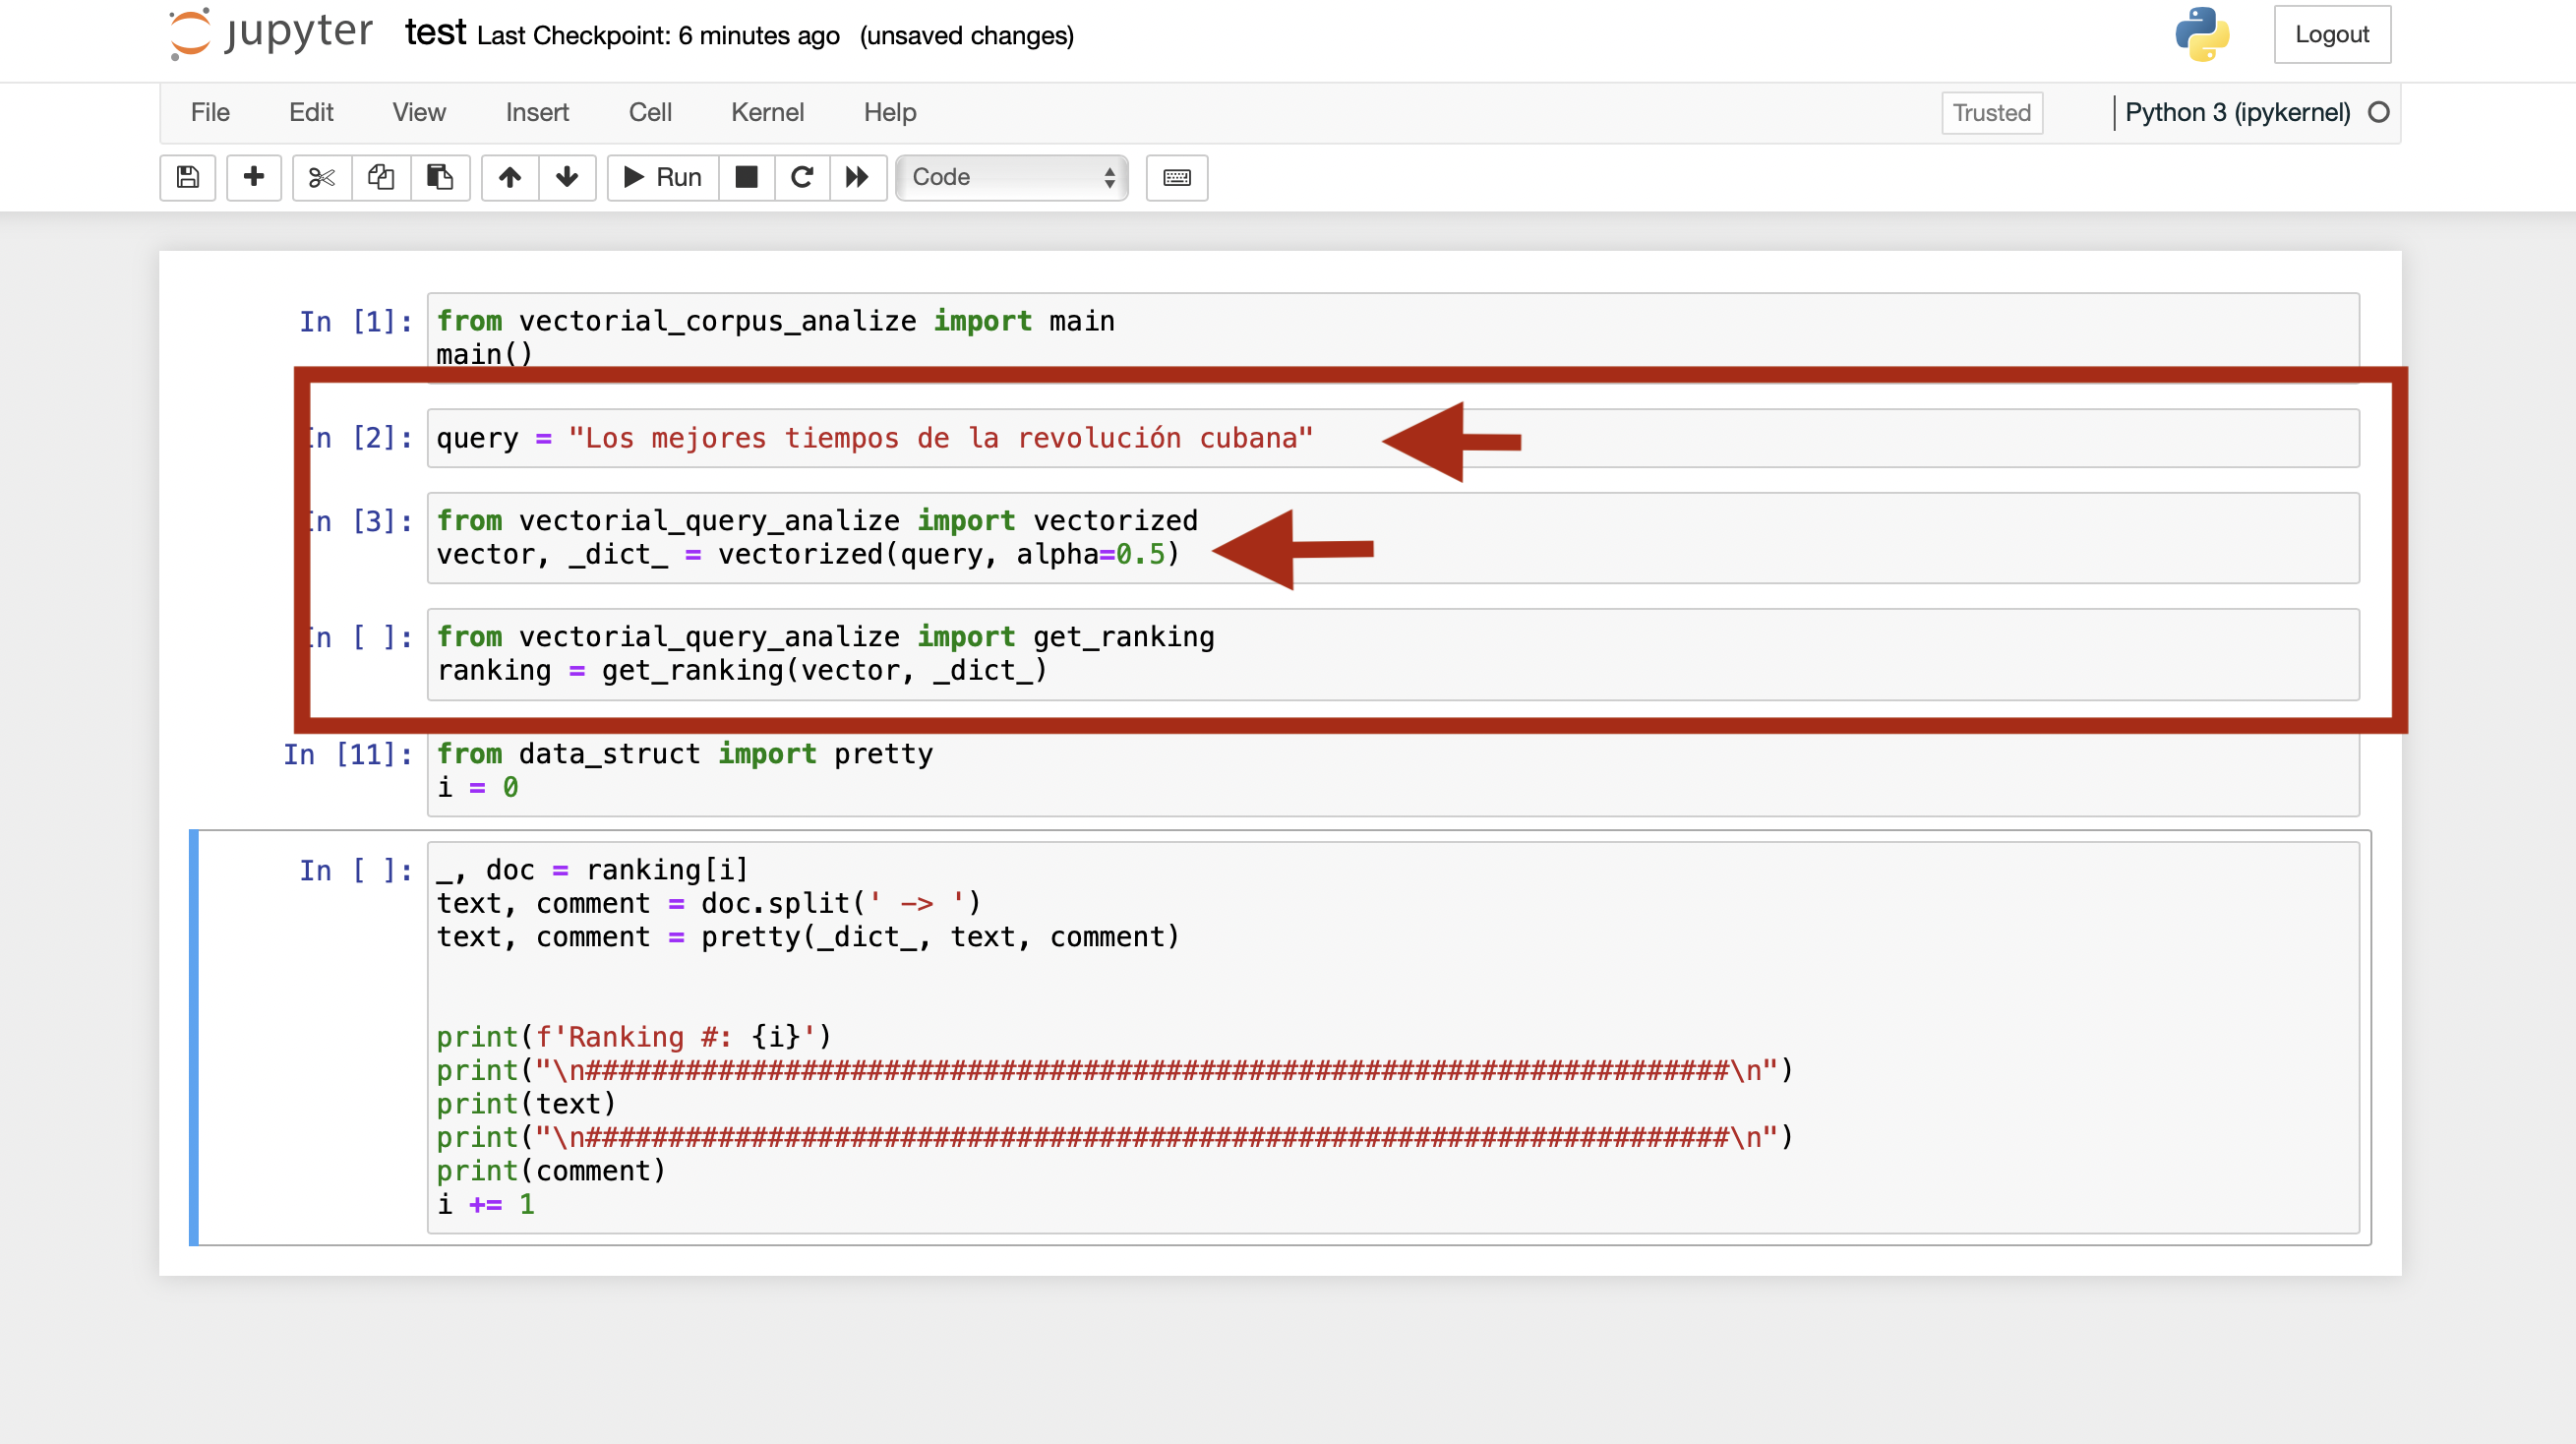 jupyter test Last Checkpoint: 6 minutes ago (unsaved changes)
Logout
File Edit View Insert Cell Kernel Help Trusted Python 3 (ipykernel)
Run Code
In [1]: from vectorial_corpus_analize import main
main()
In [2]: query = "Los mejores tiempos de la revolución cubana"
In [3]: from vectorial_query_analize import vectorized
vector, _dict_ = vectorized(query, alpha=0.5)
In [ ]: from vectorial_query_analize import get_ranking
ranking = get_ranking(vector, _dict_)
In [11]: from data_struct import pretty
i = 0
In [ ]: _, doc = ranking[i]
text, comment = doc.split(' -> ')
text, comment = pretty(_dict_, text, comment)
print(f'Ranking #: {i}')
print("\n#####################################################################\n")
print(text)
print("\n#####################################################################\n")
print(comment)
i += 1